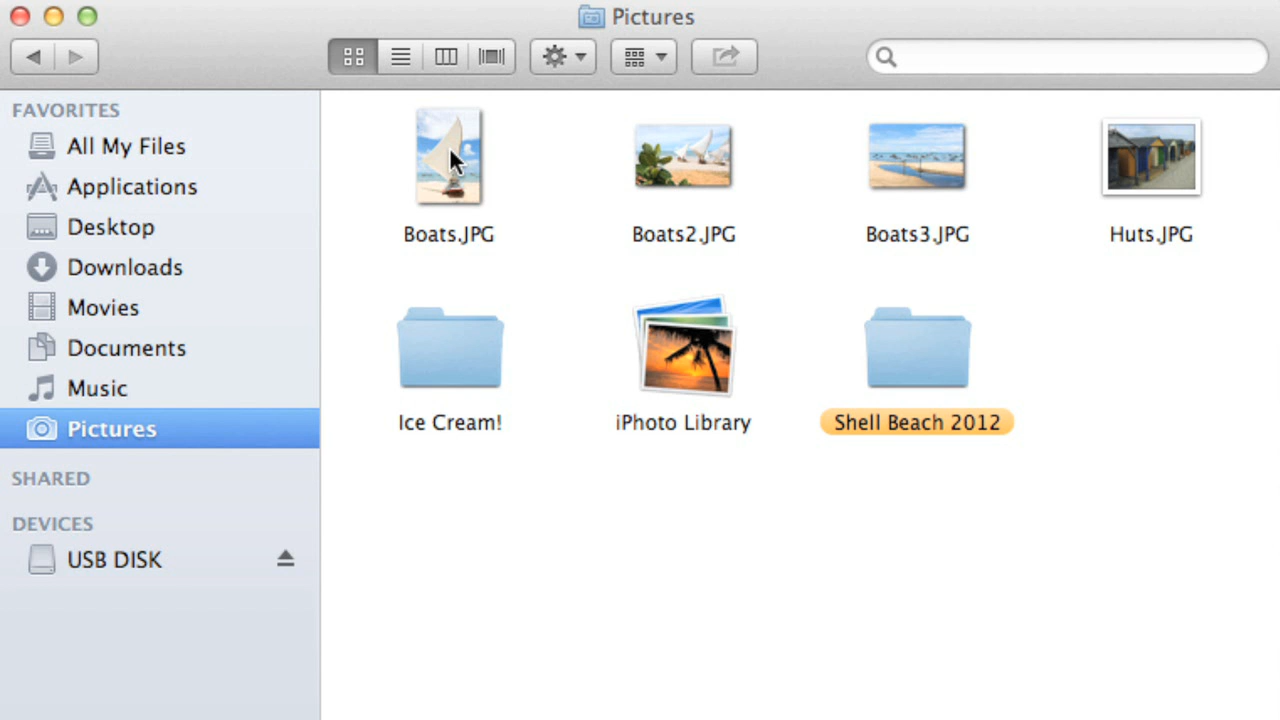 Pictures
FAVORITES
All My Files
Applications
Desktop
Downloads
Movies
Documents
Music
Pictures
SHARED
DEVICES
USB DISK
Boats.JPG
Boats2.JPG
Boats3.JPG
Huts.JPG
Ice Cream!
iPhoto Library
Shell Beach 2012